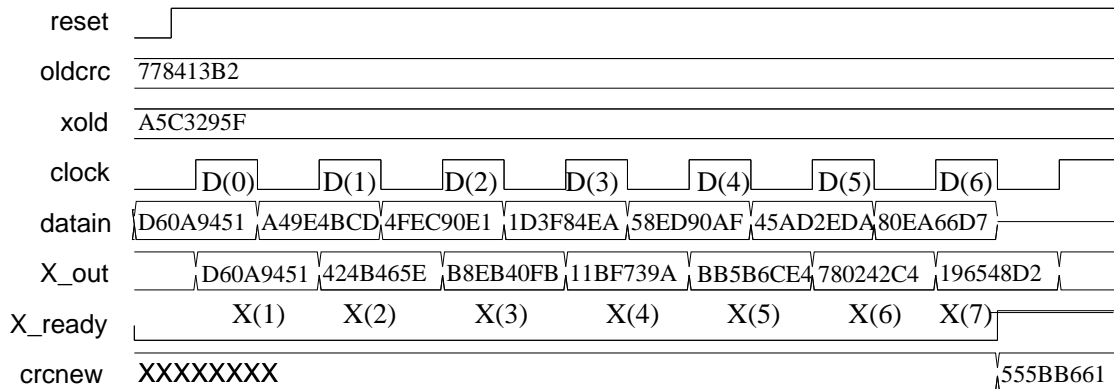 reset
oldcrc 778413B2
xold A5C3295F
clock D(0) D(1) D(2) D(3) D(4) D(5) D(6)
datain D60A9451 A49E4BCD 4FEC90E1 1D3F84EA 58ED90AF 45AD2EDA 80EA66D7
X_out D60A9451 424B465E B8EB40FB 11BF739A BB5B6CE4 780242C4 196548D2
X_ready X(1) X(2) X(3) X(4) X(5) X(6) X(7)
crcnew XXXXXXXX 555BB661